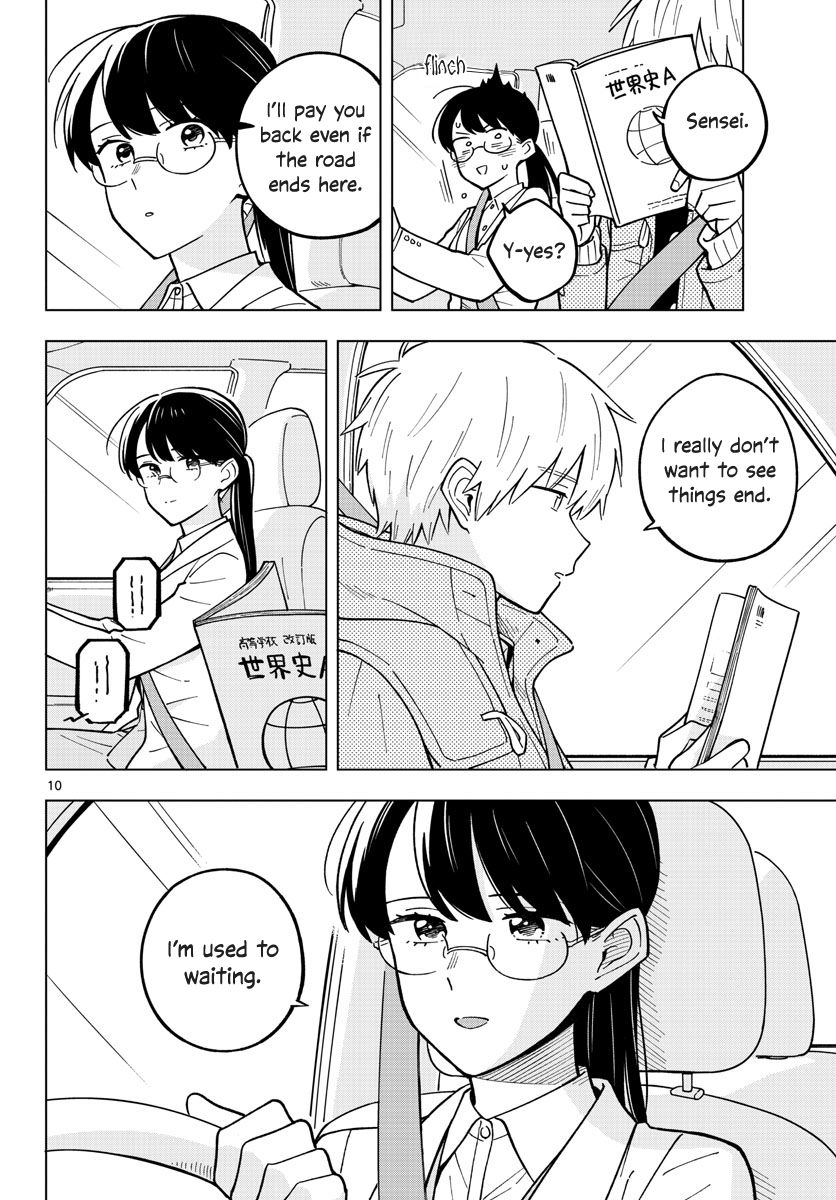 flinch
世界史A
Sensei.
Y-yes?
I'll pay you
back even if
the road
ends here.
I really don't
want to see
things end.
高等学校 改訂版
世界史A
10
I'm used to
waiting.